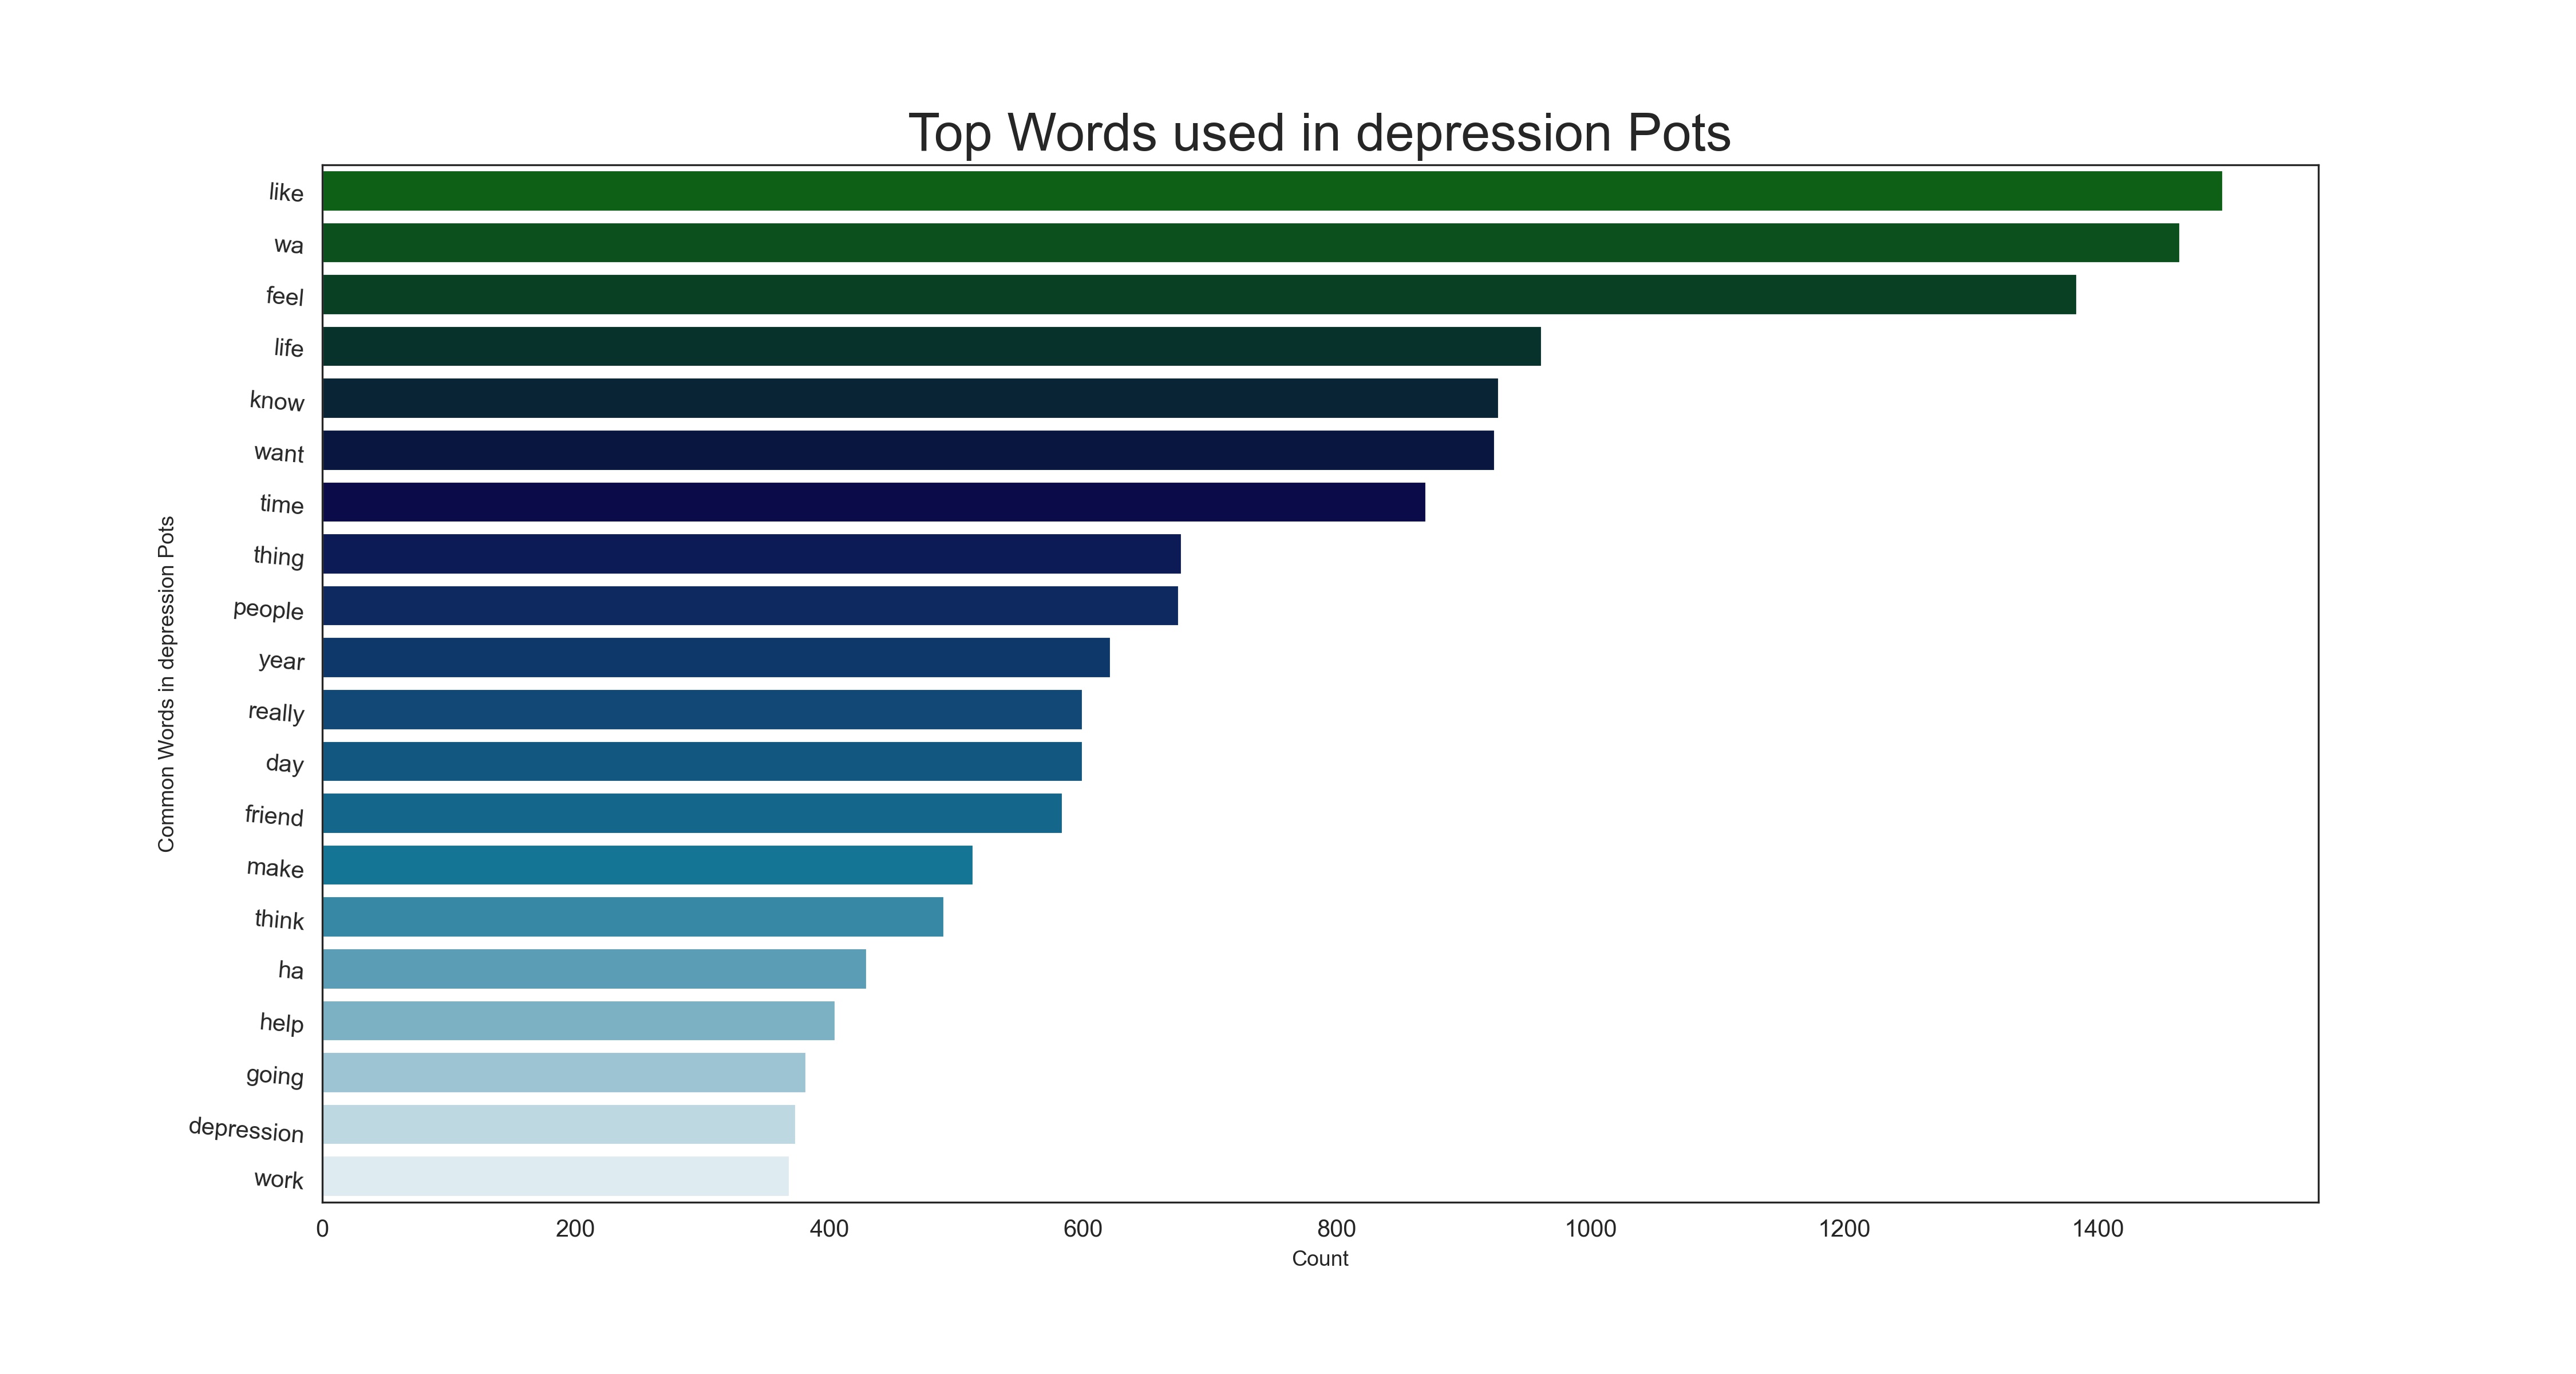 Top Words used in depression Pots
Common Words in depression Pots
like
wa
feel
life
know
want
time
thing
people
year
really
day
friend
make
think
ha
help
going
depression
work
0 200 400 600 800 1000 1200 1400
Count